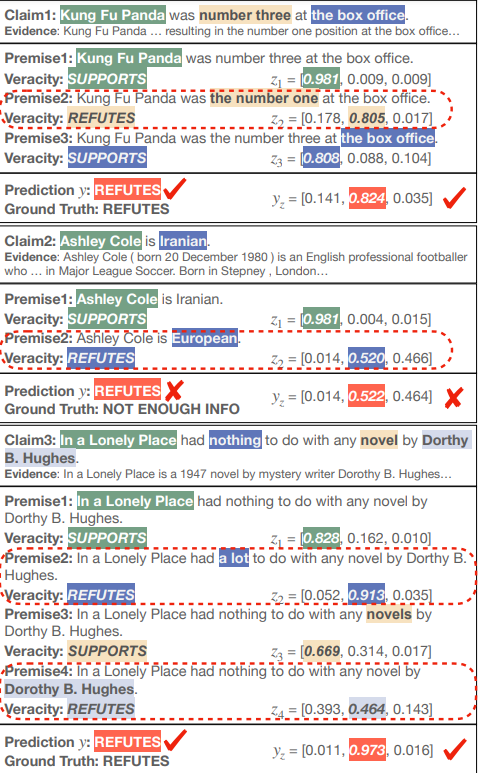 Claim1: Kung Fu Panda was number three at the box office.
Evidence: Kung Fu Panda … resulting in the number one position at the box office…
Premise1: Kung Fu Panda was number three at the box office.
Veracity: SUPPORTS z1 = [0.981, 0.009, 0.009]
Premise2: Kung Fu Panda was the number one at the box office.
Veracity: REFUTES z2 = [0.178, 0.805, 0.017]
Premise3: Kung Fu Panda was the number three at the box office.
Veracity: SUPPORTS z3 = [0.808, 0.088, 0.104]
Prediction y: REFUTES ✓ yz = [0.141, 0.824, 0.035] ✓
Ground Truth: REFUTES
Claim2: Ashley Cole is Iranian.
Evidence: Ashley Cole ( born 20 December 1980 ) is an English professional footballer
who … in Major League Soccer. Born in Stepney , London…
Premise1: Ashley Cole is Iranian.
Veracity: SUPPORTS z1 = [0.981, 0.004, 0.015]
Premise2: Ashley Cole is European.
Veracity: REFUTES z2 = [0.014, 0.520, 0.466]
Prediction y: REFUTES ✗ yz = [0.014, 0.522, 0.464] ✗
Ground Truth: NOT ENOUGH INFO
Claim3: In a Lonely Place had nothing to do with any novel by Dorthy
B. Hughes.
Evidence: In a Lonely Place is a 1947 novel by mystery writer Dorothy B. Hughes…
Premise1: In a Lonely Place had nothing to do with any novel by
Dorthy B. Hughes.
Veracity: SUPPORTS z1 = [0.828, 0.162, 0.010]
Premise2: In a Lonely Place had a lot to do with any novel by Dorthy B.
Hughes.
Veracity: REFUTES z2 = [0.052, 0.913, 0.035]
Premise3: In a Lonely Place had nothing to do with any novels by
Dorthy B. Hughes.
Veracity: SUPPORTS z3 = [0.669, 0.314, 0.017]
Premise4: In a Lonely Place had nothing to do with any novel by
Dorothy B. Hughes.
Veracity: REFUTES z4 = [0.393, 0.464, 0.143]
Prediction y: REFUTES ✓ yz = [0.011, 0.973, 0.016] ✓
Ground Truth: REFUTES